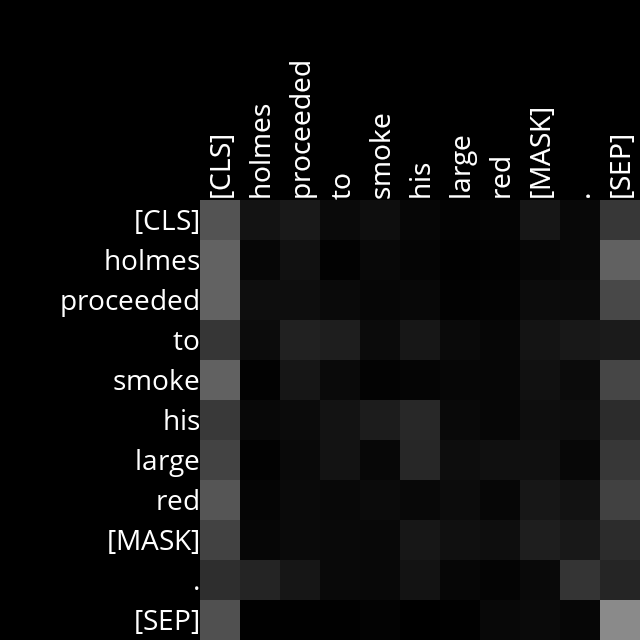 [CLS] holmes proceeded to smoke his large red [MASK] . [SEP]
[CLS]
holmes
proceeded
to
smoke
his
large
red
[MASK]
.
[SEP]